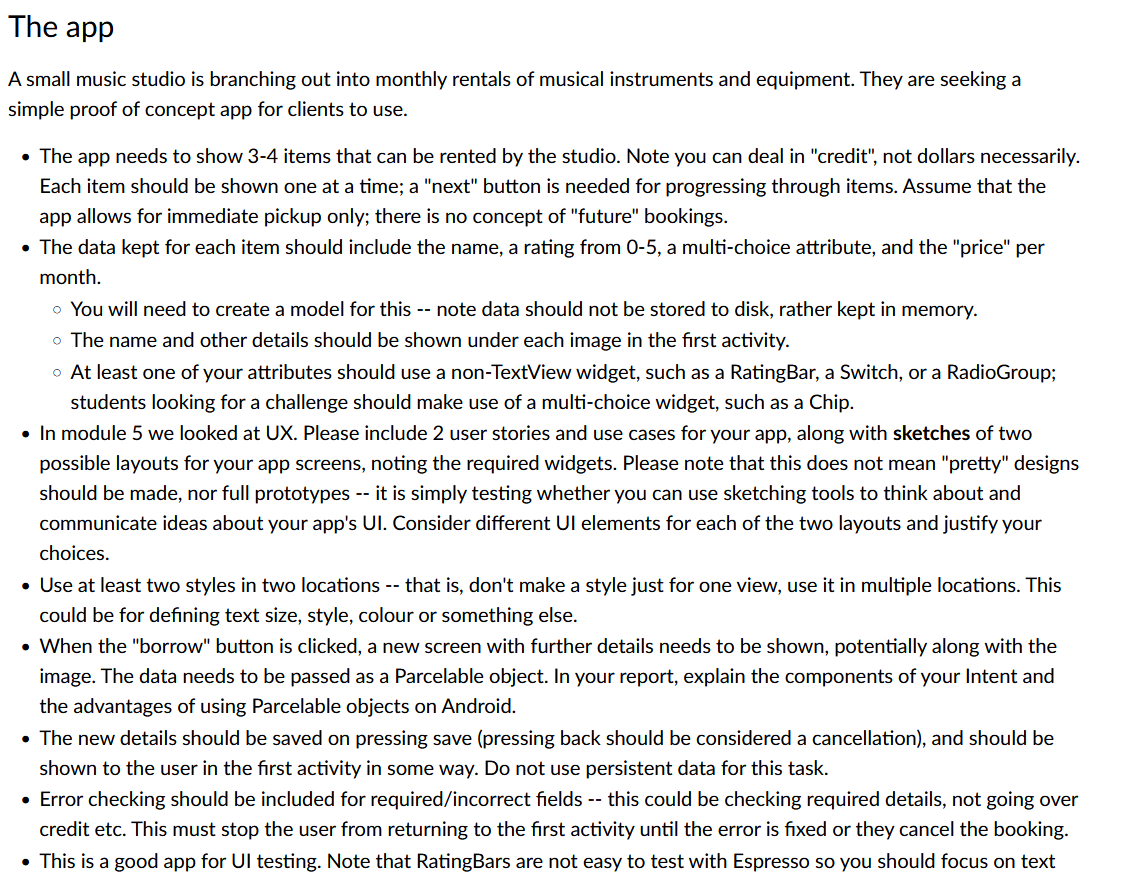 The app
A small music studio is branching out into monthly rentals of musical instruments and equipment. They are seeking a
simple proof of concept app for clients to use.
• The app needs to show 3-4 items that can be rented by the studio. Note you can deal in "credit", not dollars necessarily.
Each item should be shown one at a time; a "next" button is needed for progressing through items. Assume that the
app allows for immediate pickup only; there is no concept of "future" bookings.
• The data kept for each item should include the name, a rating from 0-5, a multi-choice attribute, and the "price" per
month.
◦ You will need to create a model for this -- note data should not be stored to disk, rather kept in memory.
◦ The name and other details should be shown under each image in the first activity.
◦ At least one of your attributes should use a non-TextView widget, such as a RatingBar, a Switch, or a RadioGroup;
students looking for a challenge should make use of a multi-choice widget, such as a Chip.
• In module 5 we looked at UX. Please include 2 user stories and use cases for your app, along with sketches of two
possible layouts for your app screens, noting the required widgets. Please note that this does not mean "pretty" designs
should be made, nor full prototypes -- it is simply testing whether you can use sketching tools to think about and
communicate ideas about your app's UI. Consider different UI elements for each of the two layouts and justify your
choices.
• Use at least two styles in two locations -- that is, don't make a style just for one view, use it in multiple locations. This
could be for defining text size, style, colour or something else.
• When the "borrow" button is clicked, a new screen with further details needs to be shown, potentially along with the
image. The data needs to be passed as a Parcelable object. In your report, explain the components of your Intent and
the advantages of using Parcelable objects on Android.
• The new details should be saved on pressing save (pressing back should be considered a cancellation), and should be
shown to the user in the first activity in some way. Do not use persistent data for this task.
• Error checking should be included for required/incorrect fields -- this could be checking required details, not going over
credit etc. This must stop the user from returning to the first activity until the error is fixed or they cancel the booking.
• This is a good app for UI testing. Note that RatingBars are not easy to test with Espresso so you should focus on text